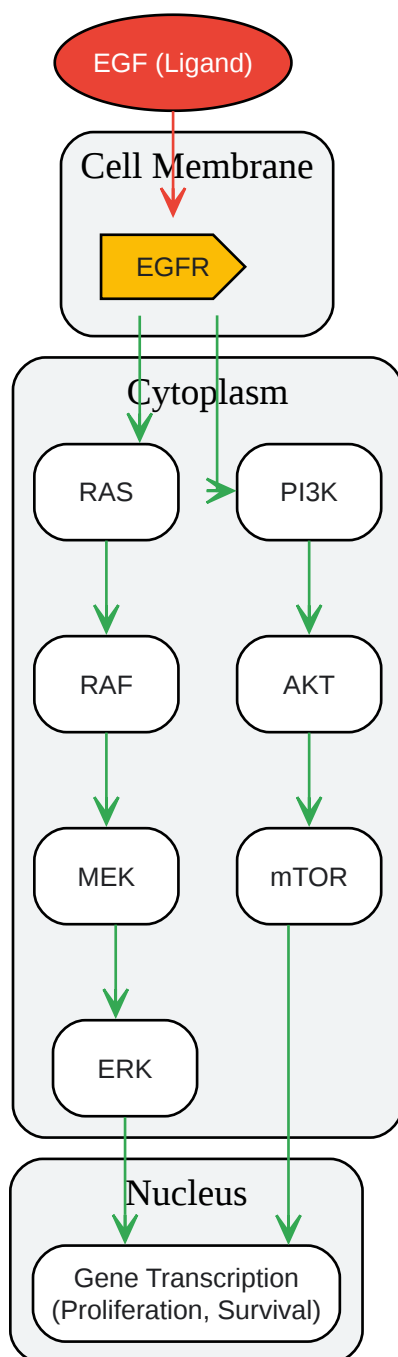 EGF (Ligand)
Cell Membrane
EGFR
Cytoplasm
RAS
PI3K
RAF
AKT
MEK
mTOR
ERK
Nucleus
Gene Transcription
(Proliferation, Survival)